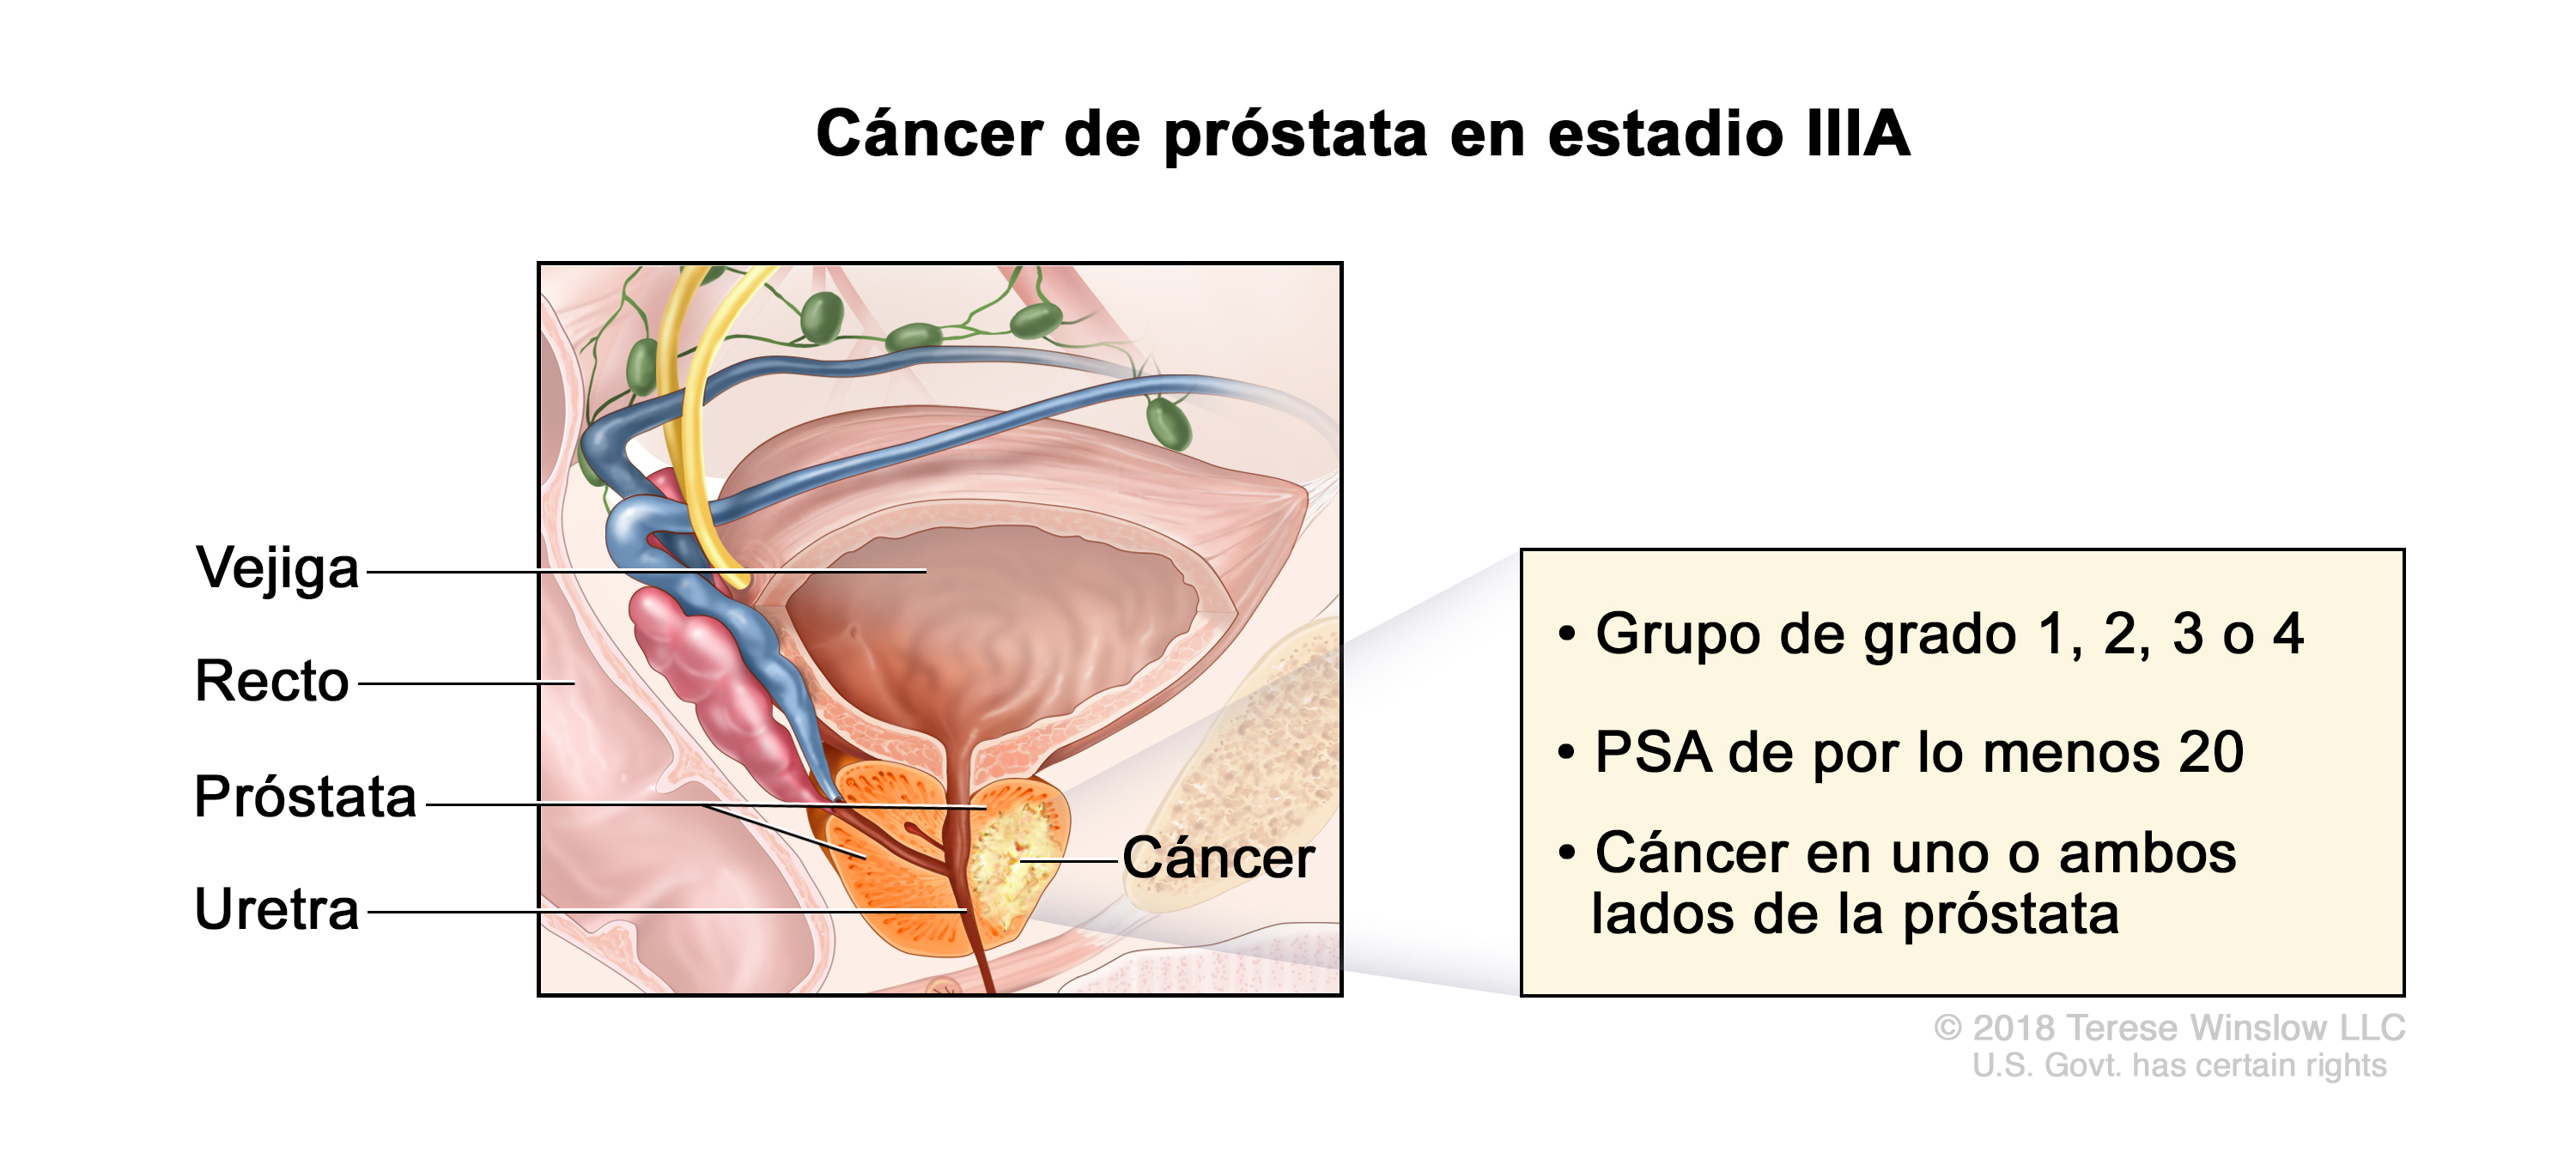 Cáncer de próstata en estadio IIIA
Vejiga
Recto
Próstata
Uretra
Cáncer
• Grupo de grado 1, 2, 3 o 4
• PSA de por lo menos 20
• Cáncer en uno o ambos
lados de la próstata
© 2018 Terese Winslow LLC
U.S. Govt. has certain rights